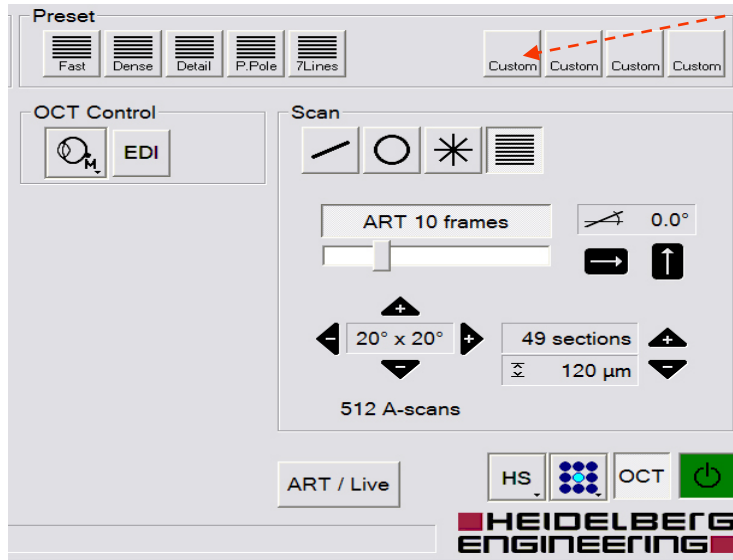 Preset
Fast Dense Detail P.Pole 7Lines Custom Custom Custom Custom
OCT Control
Scan
M
EDI
ART 10 frames
0.0°
20° x 20°
49 sections
120 µm
512 A-scans
ART / Live
HS
OCT
HEIDELBERG
ENGINEERING